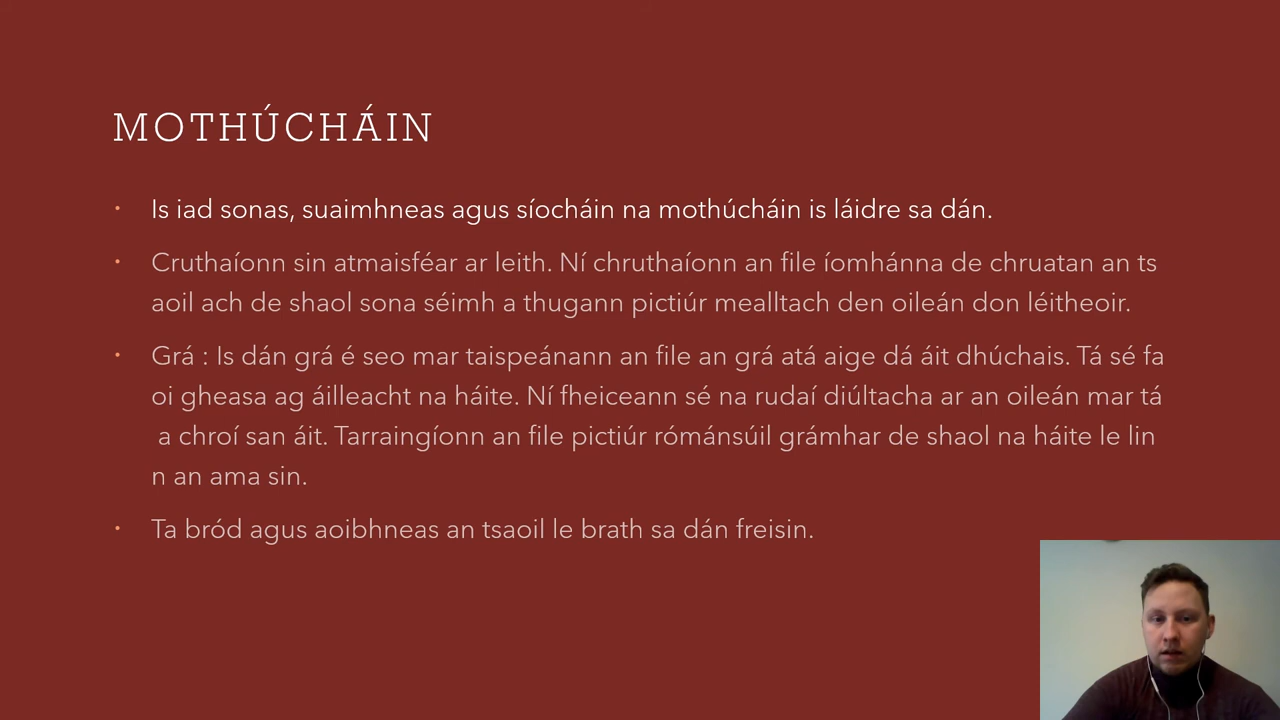 MOTHÚCHÁIN
• Is iad sonas, suaimhneas agus síocháin na mothúcháin is láidre sa dán.
• Cruthaíonn sin atmaisféar ar leith. Ní chruthaíonn an file íomhánna de chruatan an ts
aoil ach de shaol sona séimh a thugann pictiúr mealltach den oileán don léitheoir.
• Grá : Is dán grá é seo mar taispeánann an file an grá atá aige dá áit dhúchais. Tá sé fa
oi gheasa ag áilleacht na háite. Ní fheiceann sé na rudaí diúltacha ar an oileán mar tá
a chroí san áit. Tarraingíonn an file pictiúr rómánsúil grámhar de shaol na háite le lin
n an ama sin.
• Ta bród agus aoibhneas an tsaoil le brath sa dán freisin.